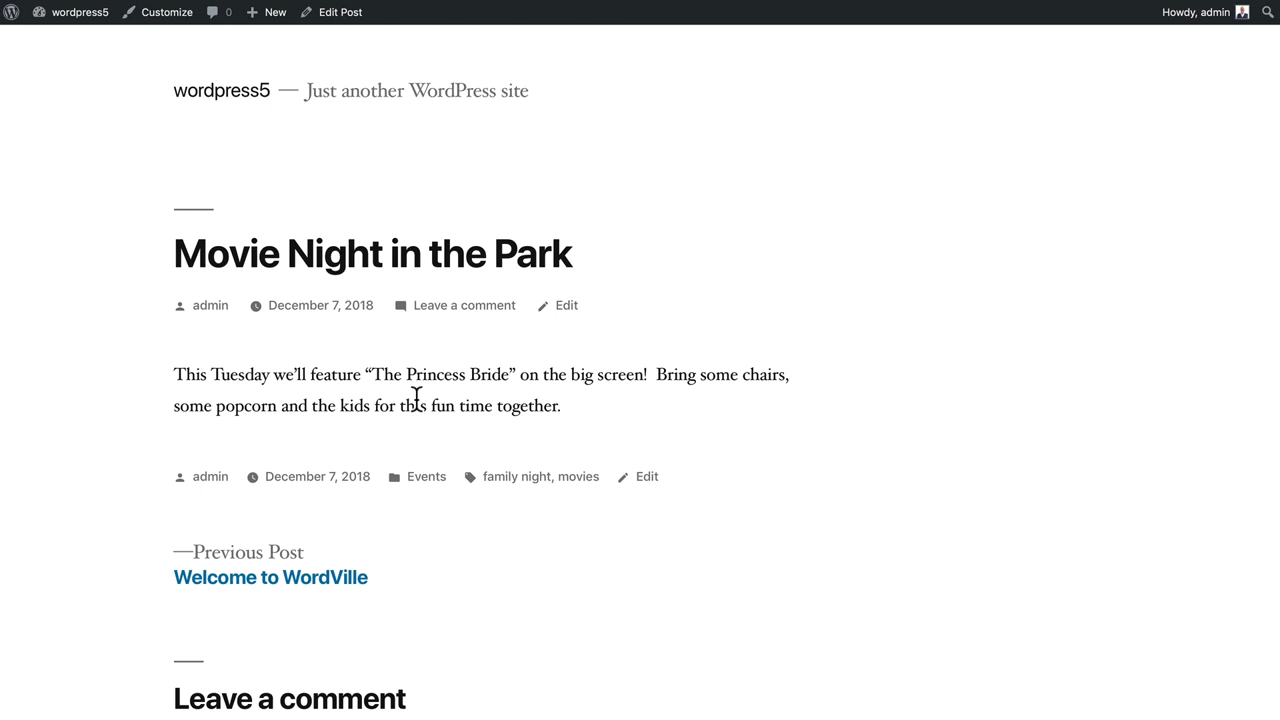 wordpress5 Customize 0 New Edit Post Howdy, admin
wordpress5 — Just another WordPress site
Movie Night in the Park
admin December 7, 2018 Leave a comment Edit
This Tuesday we’ll feature “The Princess Bride” on the big screen!  Bring some chairs,
some popcorn and the kids for this fun time together.
admin December 7, 2018 Events family night, movies Edit
—Previous Post
Welcome to WordVille
Leave a comment